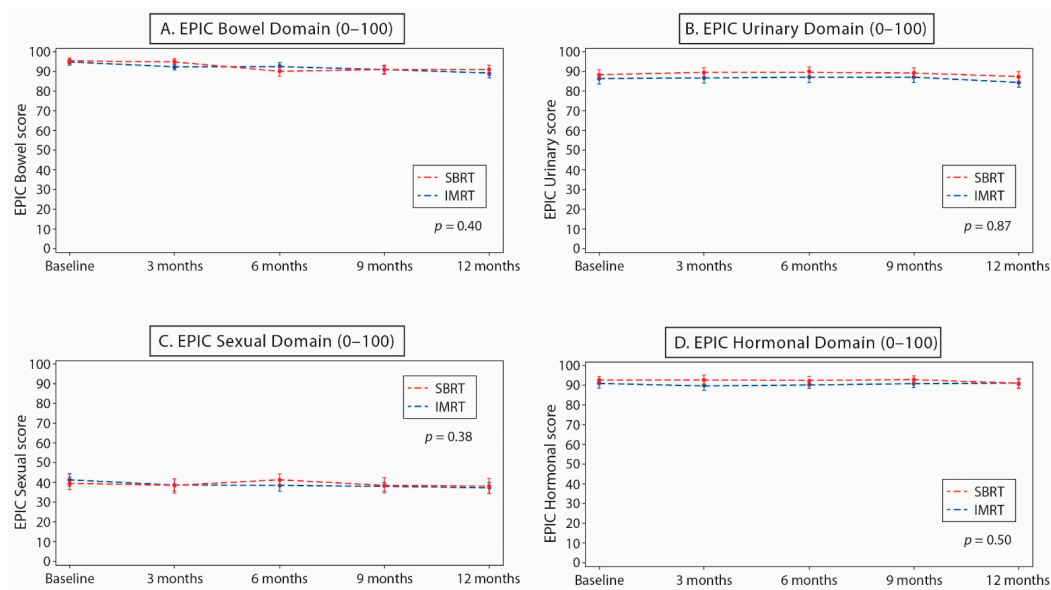 A. EPIC Bowel Domain (0–100)
EPIC Bowel score
100
90
80
70
60
50
40
30
20
10
0
SBRT
IMRT
p = 0.40
Baseline
3 months
6 months
9 months
12 months
B. EPIC Urinary Domain (0–100)
EPIC Urinary score
100
90
80
70
60
50
40
30
20
10
0
SBRT
IMRT
p = 0.87
Baseline
3 months
6 months
9 months
12 months
C. EPIC Sexual Domain (0–100)
EPIC Sexual score
100
90
80
70
60
50
40
30
20
10
0
SBRT
IMRT
p = 0.38
Baseline
3 months
6 months
9 months
12 months
D. EPIC Hormonal Domain (0–100)
EPIC Hormonal score
100
90
80
70
60
50
40
30
20
10
0
SBRT
IMRT
p = 0.50
Baseline
3 months
6 months
9 months
12 months